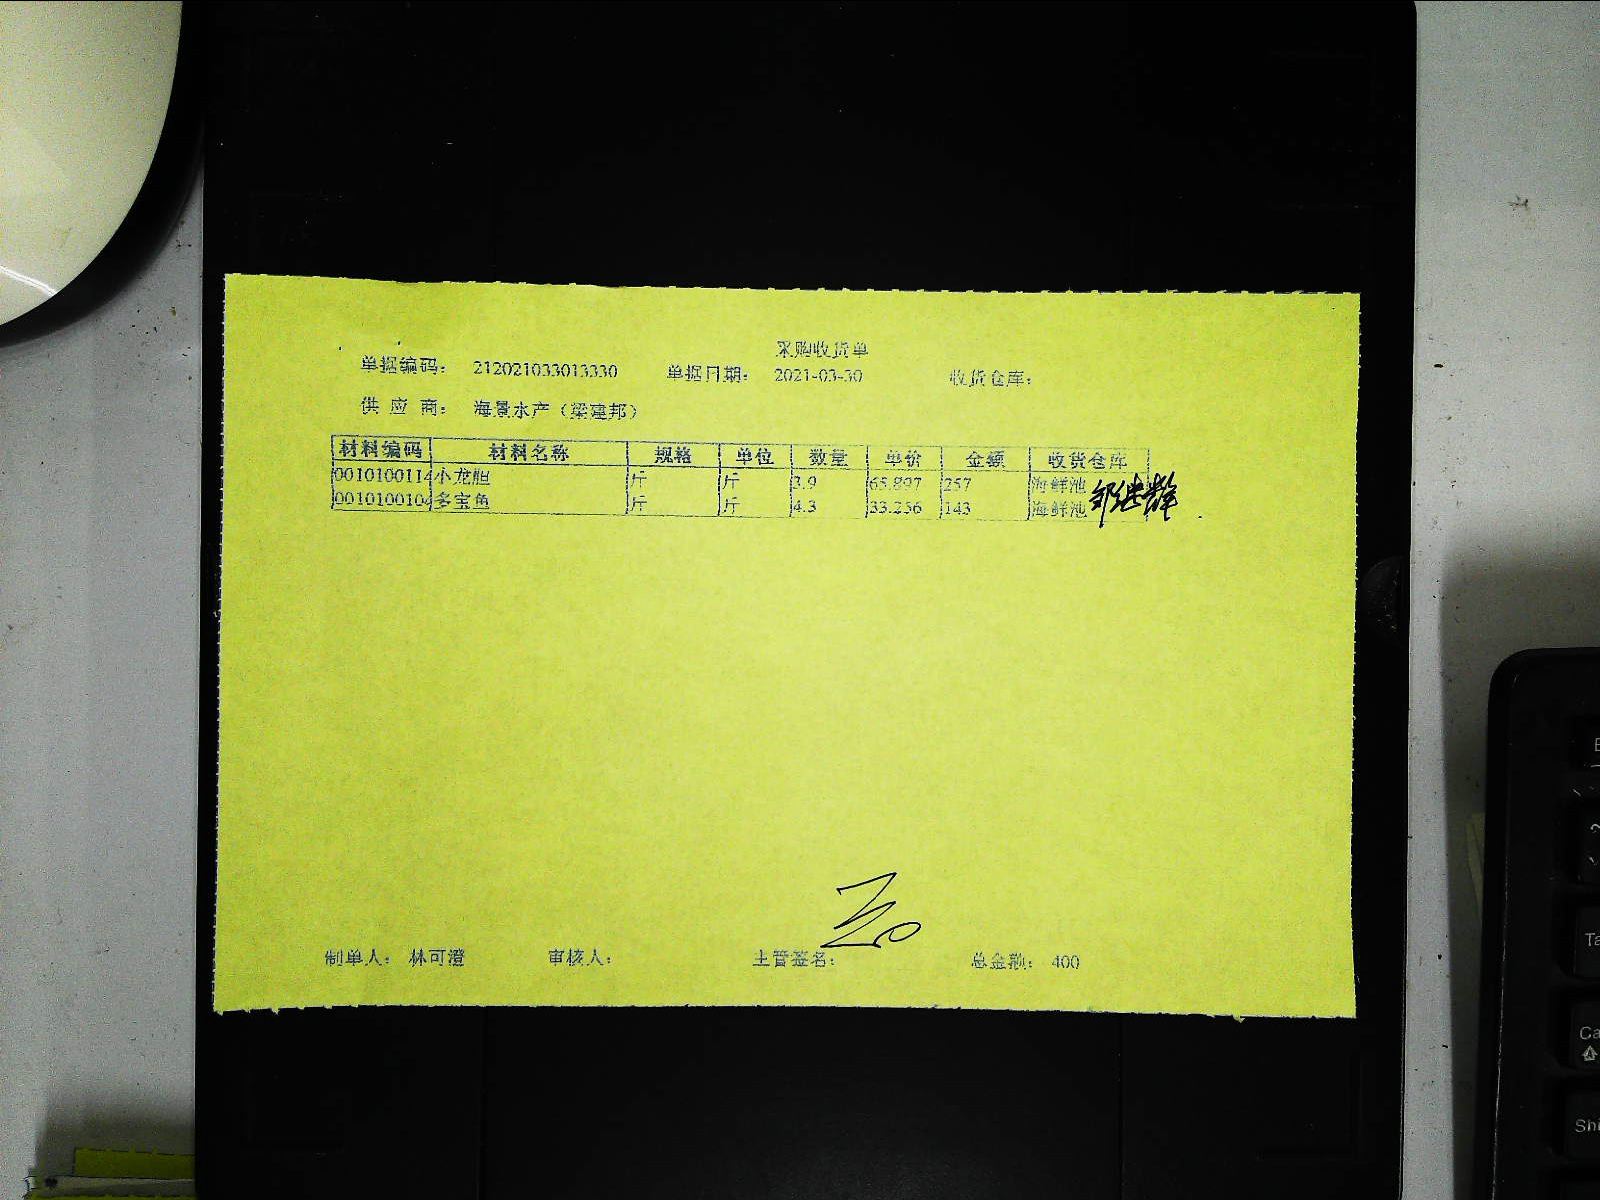 采购收货单
单据编码： 212021033013330 单据日期： 2021-03-30 收货仓库：
供 应 商： 海景水产（梁建邦）
材料编码 材料名称 规格 单位 数量 单价 金额 收货仓库
0010100114 小龙胆 斤 斤 3.9 65.897 257 海鲜池
0010100104 多宝鱼 斤 斤 4.3 33.256 143 海鲜池
制单人： 林可澄 审核人： 主管签名： 总金额： 400
Ta
Ca
Shi